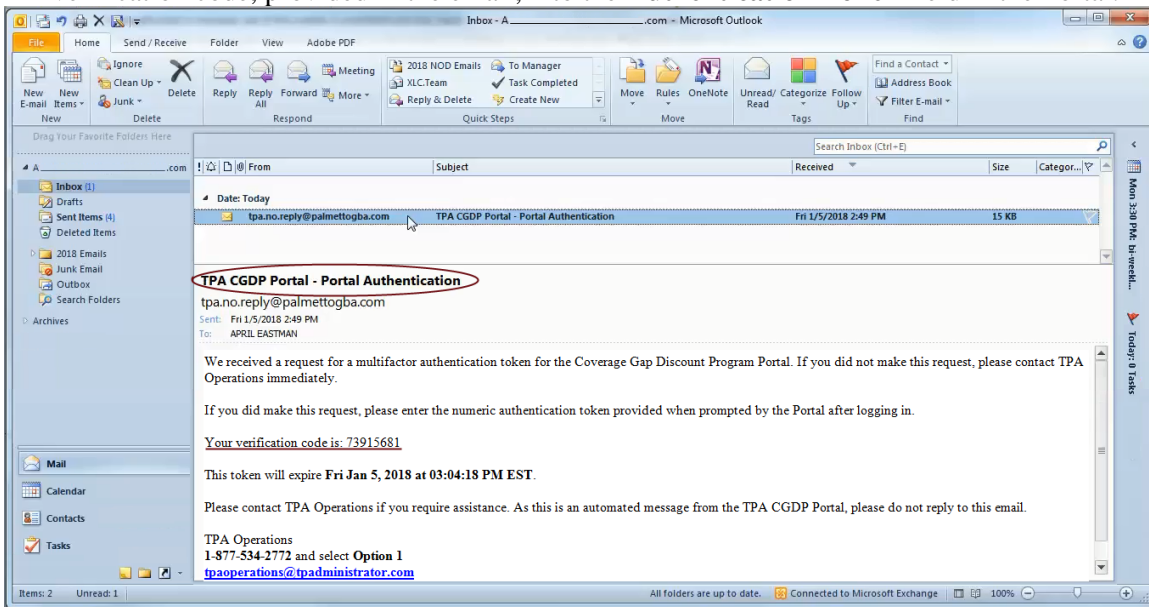 Inbox - A .com - Microsoft Outlook
File Home Send / Receive Folder View Adobe PDF
New E-mail
New Items
New
Ignore
Clean Up
Junk
Delete
Delete
Reply
Reply All
Forward
Meeting
More
Respond
2018 NOD Emails
XLC.Team
Reply & Delete
To Manager
Task Completed
Create New
Quick Steps
Move
Rules
OneNote
Move
Unread/ Read
Categorize
Follow Up
Tags
Find a Contact
Address Book
Filter E-mail
Find
Drag Your Favorite Folders Here
A .com
Inbox (1)
Drafts
Sent Items (4)
Deleted Items
2018 Emails
Junk Email
Outbox
Search Folders
Archives
Mail
Calendar
Contacts
Tasks
Search Inbox (Ctrl+E)
From Subject Received Size Categor...
Date: Today
tpa.no.reply@palmettogba.com TPA CGDP Portal - Portal Authentication Fri 1/5/2018 2:49 PM 15 KB
TPA CGDP Portal - Portal Authentication
tpa.no.reply@palmettogba.com
Sent: Fri 1/5/2018 2:49 PM
To: APRIL EASTMAN
We received a request for a multifactor authentication token for the Coverage Gap Discount Program Portal. If you did not make this request, please contact TPA
Operations immediately.
If you did make this request, please enter the numeric authentication token provided when prompted by the Portal after logging in.
Your verification code is: 73915681
This token will expire Fri Jan 5, 2018 at 03:04:18 PM EST.
Please contact TPA Operations if you require assistance. As this is an automated message from the TPA CGDP Portal, please do not reply to this email.
TPA Operations
1-877-534-2772 and select Option 1
tpaoperations@tpadministrator.com
Mon 3:30 PM: bi-weekl...
Today: 0 Tasks
Items: 2 Unread: 1
All folders are up to date. Connected to Microsoft Exchange 100%